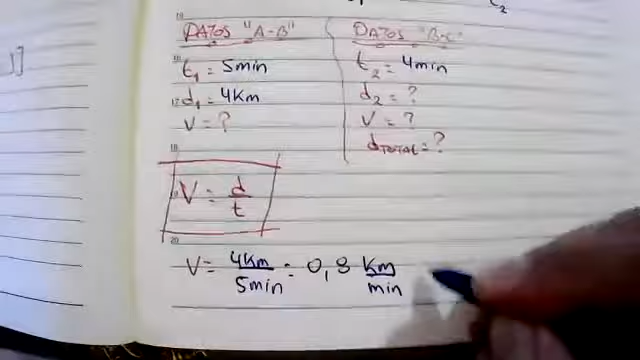 DATOS "A-B"
t₁ = 5min
d₁ = 4Km
V = ?
DATOS "B-C"
t₂ = 4min
d₂ = ?
V = ?
dTOTAL = ?
V = d/t
V = 4Km/5min = 0,8 Km/min